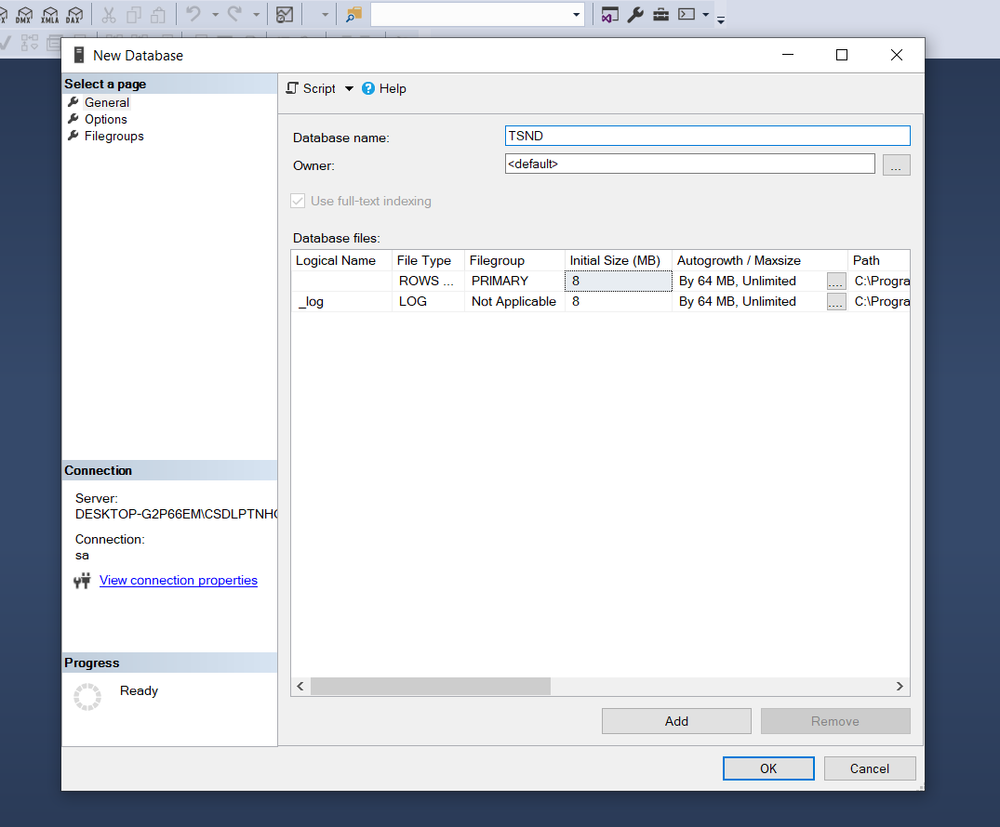 DMX XMLA DAX
New Database
Select a page
General
Options
Filegroups
Script Help
Database name: TSND
Owner: <default> ...
Use full-text indexing
Database files:
Logical Name File Type Filegroup Initial Size (MB) Autogrowth / Maxsize Path
ROWS ... PRIMARY 8 By 64 MB, Unlimited .... C:\Progra
_log LOG Not Applicable 8 By 64 MB, Unlimited .... C:\Progra
Connection
Server:
DESKTOP-G2P66EM\CSDLPTNH
Connection:
sa
View connection properties
Progress
Ready
Add Remove
OK Cancel